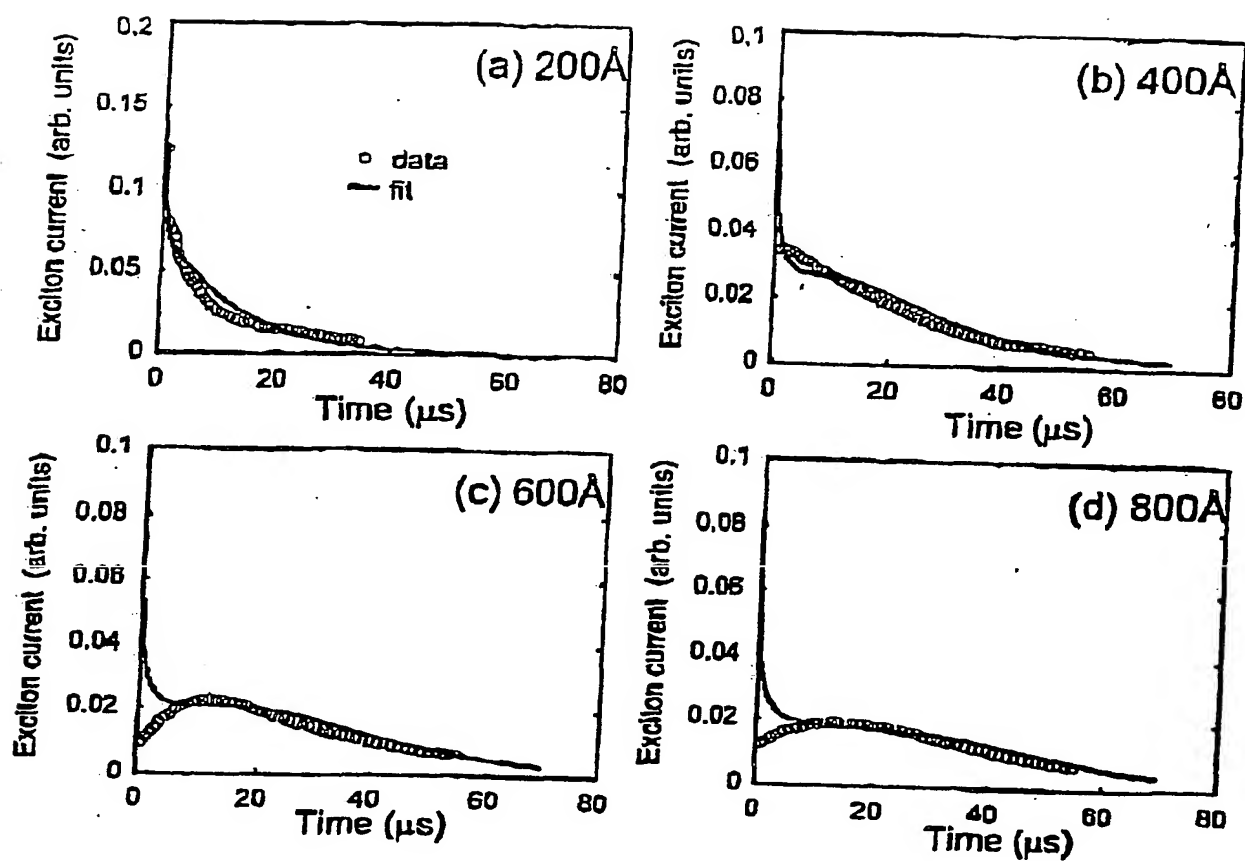 (a) 200Å
Exciton current (arb. units)
0.2
0.15
0.1
0.05
0
data
fit
0 20 40 60 80
Time (μs)
(b) 400Å
Exciton current (arb. units)
0.1
0.08
0.06
0.04
0.02
0
0 20 40 60 80
Time (μs)
(c) 600Å
Exciton current (arb. units)
0.1
0.08
0.06
0.04
0.02
0
0 20 40 60 80
Time (μs)
(d) 800Å
Exciton current (arb. units)
0.1
0.08
0.06
0.04
0.02
0
0 20 40 60 80
Time (μs)